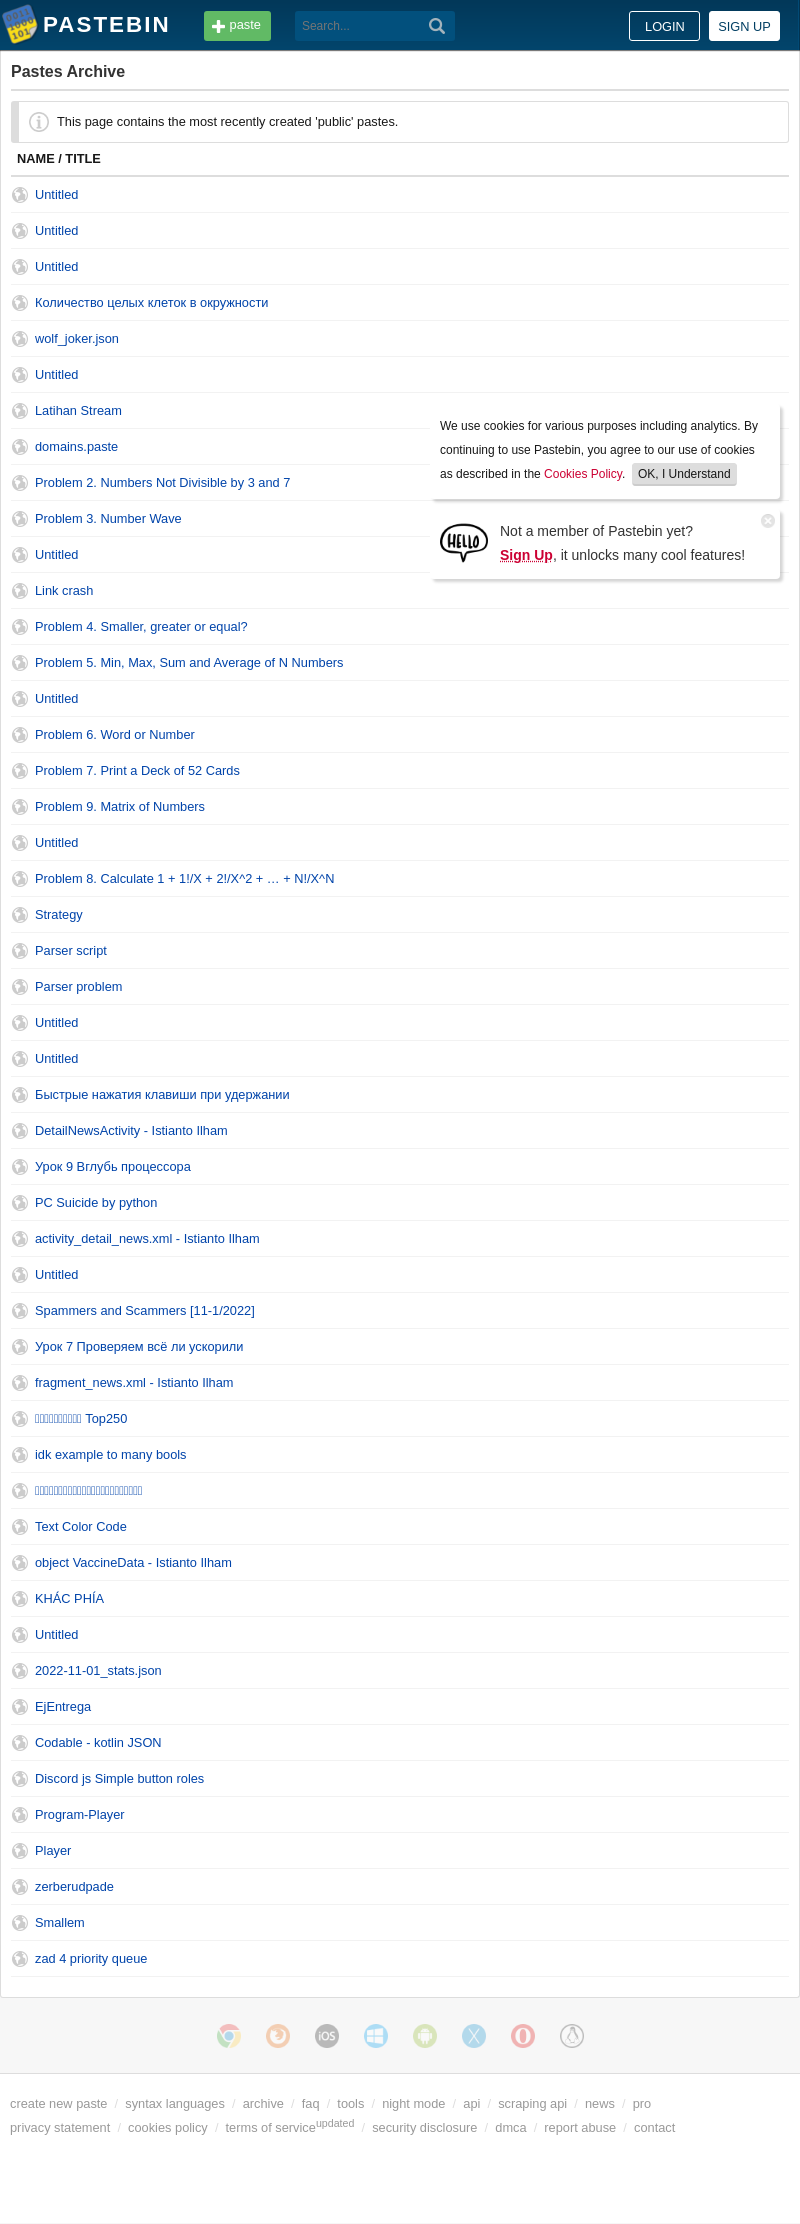 PASTEBIN
paste
Search...
LOGIN
SIGN UP
Pastes Archive
This page contains the most recently created 'public' pastes.
NAME / TITLE
Untitled
Untitled
Untitled
Количество целых клеток в окружности
wolf_joker.json
Untitled
Latihan Stream
domains.paste
Problem 2. Numbers Not Divisible by 3 and 7
Problem 3. Number Wave
Untitled
Link crash
We use cookies for various purposes including analytics. By
continuing to use Pastebin, you agree to our use of cookies
as described in the Cookies Policy. OK, I Understand
HELLO
Not a member of Pastebin yet?
Sign Up, it unlocks many cool features!
Problem 4. Smaller, greater or equal?
Problem 5. Min, Max, Sum and Average of N Numbers
Untitled
Problem 6. Word or Number
Problem 7. Print a Deck of 52 Cards
Problem 9. Matrix of Numbers
Untitled
Problem 8. Calculate 1 + 1!/X + 2!/X^2 + … + N!/X^N
Strategy
Parser script
Parser problem
Untitled
Untitled
Быстрые нажатия клавиши при удержании
DetailNewsActivity - Istianto Ilham
Урок 9 Вглубь процессора
PC Suicide by python
activity_detail_news.xml - Istianto Ilham
Untitled
Spammers and Scammers [11-1/2022]
Урок 7 Проверяем всё ли ускорили
fragment_news.xml - Istianto Ilham
Top250
idk example to many bools
Text Color Code
object VaccineData - Istianto Ilham
KHÁC PHÍA
Untitled
2022-11-01_stats.json
EjEntrega
Codable - kotlin JSON
Discord js Simple button roles
Program-Player
Player
zerberudpade
Smallem
zad 4 priority queue
iOS
create new paste / syntax languages / archive / faq / tools / night mode / api / scraping api / news / pro
privacy statement / cookies policy / terms of serviceupdated / security disclosure / dmca / report abuse / contact